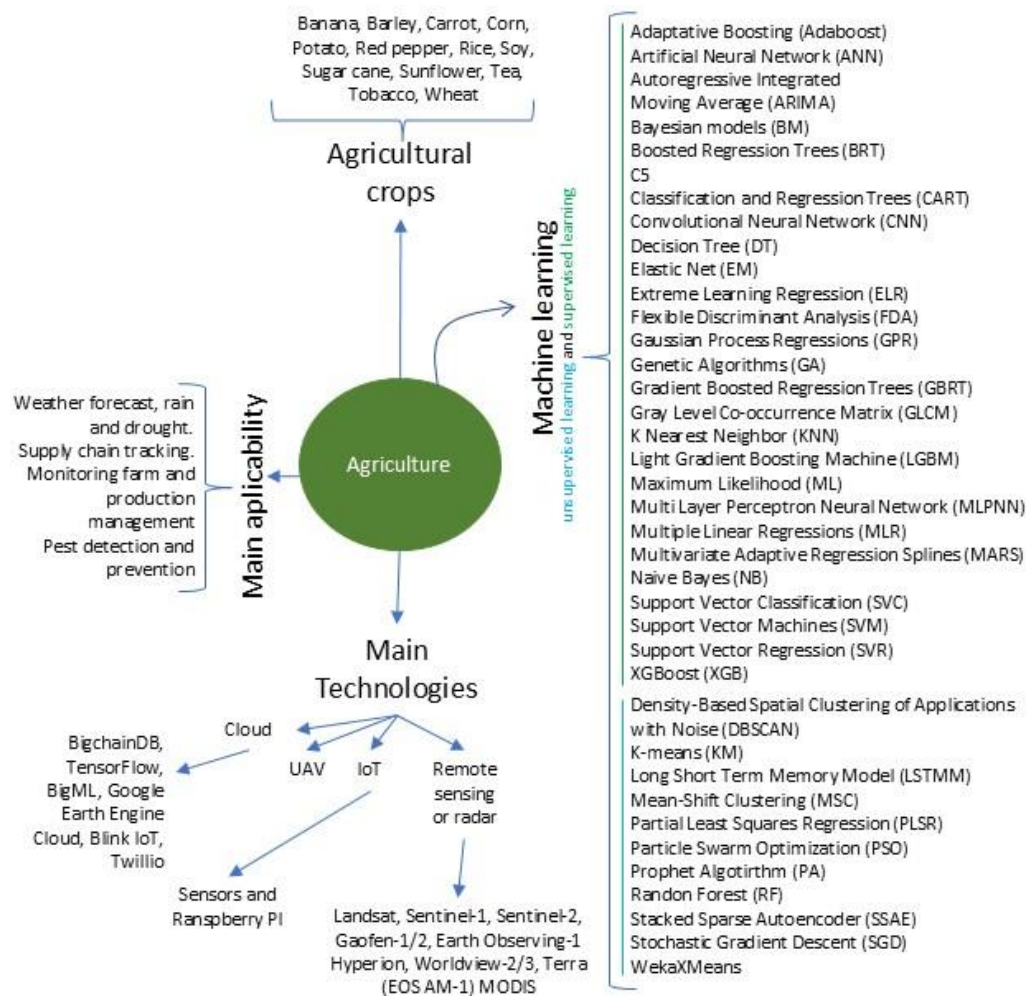 Banana, Barley, Carrot, Corn,
Potato, Red pepper, Rice, Soy,
Sugar cane, Sunflower, Tea,
Tobacco, Wheat
Agricultural
crops
Machine learning
unsupervised learning and supervised learning
Adaptative Boosting (Adaboost)
Artificial Neural Network (ANN)
Autoregressive Integrated
Moving Average (ARIMA)
Bayesian models (BM)
Boosted Regression Trees (BRT)
C5
Classification and Regression Trees (CART)
Convolutional Neural Network (CNN)
Decision Tree (DT)
Elastic Net (EM)
Extreme Learning Regression (ELR)
Flexible Discriminant Analysis (FDA)
Gaussian Process Regressions (GPR)
Genetic Algorithms (GA)
Gradient Boosted Regression Trees (GBRT)
Gray Level Co-occurrence Matrix (GLCM)
K Nearest Neighbor (KNN)
Light Gradient Boosting Machine (LGBM)
Maximum Likelihood (ML)
Multi Layer Perceptron Neural Network (MLPNN)
Multiple Linear Regressions (MLR)
Multivariate Adaptive Regression Splines (MARS)
Naive Bayes (NB)
Support Vector Classification (SVC)
Support Vector Machines (SVM)
Support Vector Regression (SVR)
XGBoost (XGB)
Density-Based Spatial Clustering of Applications
with Noise (DBSCAN)
K-means (KM)
Long Short Term Memory Model (LSTMM)
Mean-Shift Clustering (MSC)
Partial Least Squares Regression (PLSR)
Particle Swarm Optimization (PSO)
Prophet Algotirthm (PA)
Randon Forest (RF)
Stacked Sparse Autoencoder (SSAE)
Stochastic Gradient Descent (SGD)
WekaXMeans
Agriculture
Main aplicability
Weather forecast, rain
and drought.
Supply chain tracking.
Monitoring farm and
production
management
Pest detection and
prevention
Main
Technologies
Cloud
BigchainDB,
TensorFlow,
BigML, Google
Earth Engine
Cloud, Blink IoT,
Twillio
UAV
IoT
Sensors and
Ranspberry PI
Remote
sensing
or radar
Landsat, Sentinel-1, Sentinel-2,
Gaofen-1/2, Earth Observing-1
Hyperion, Worldview-2/3, Terra
(EOS AM-1) MODIS